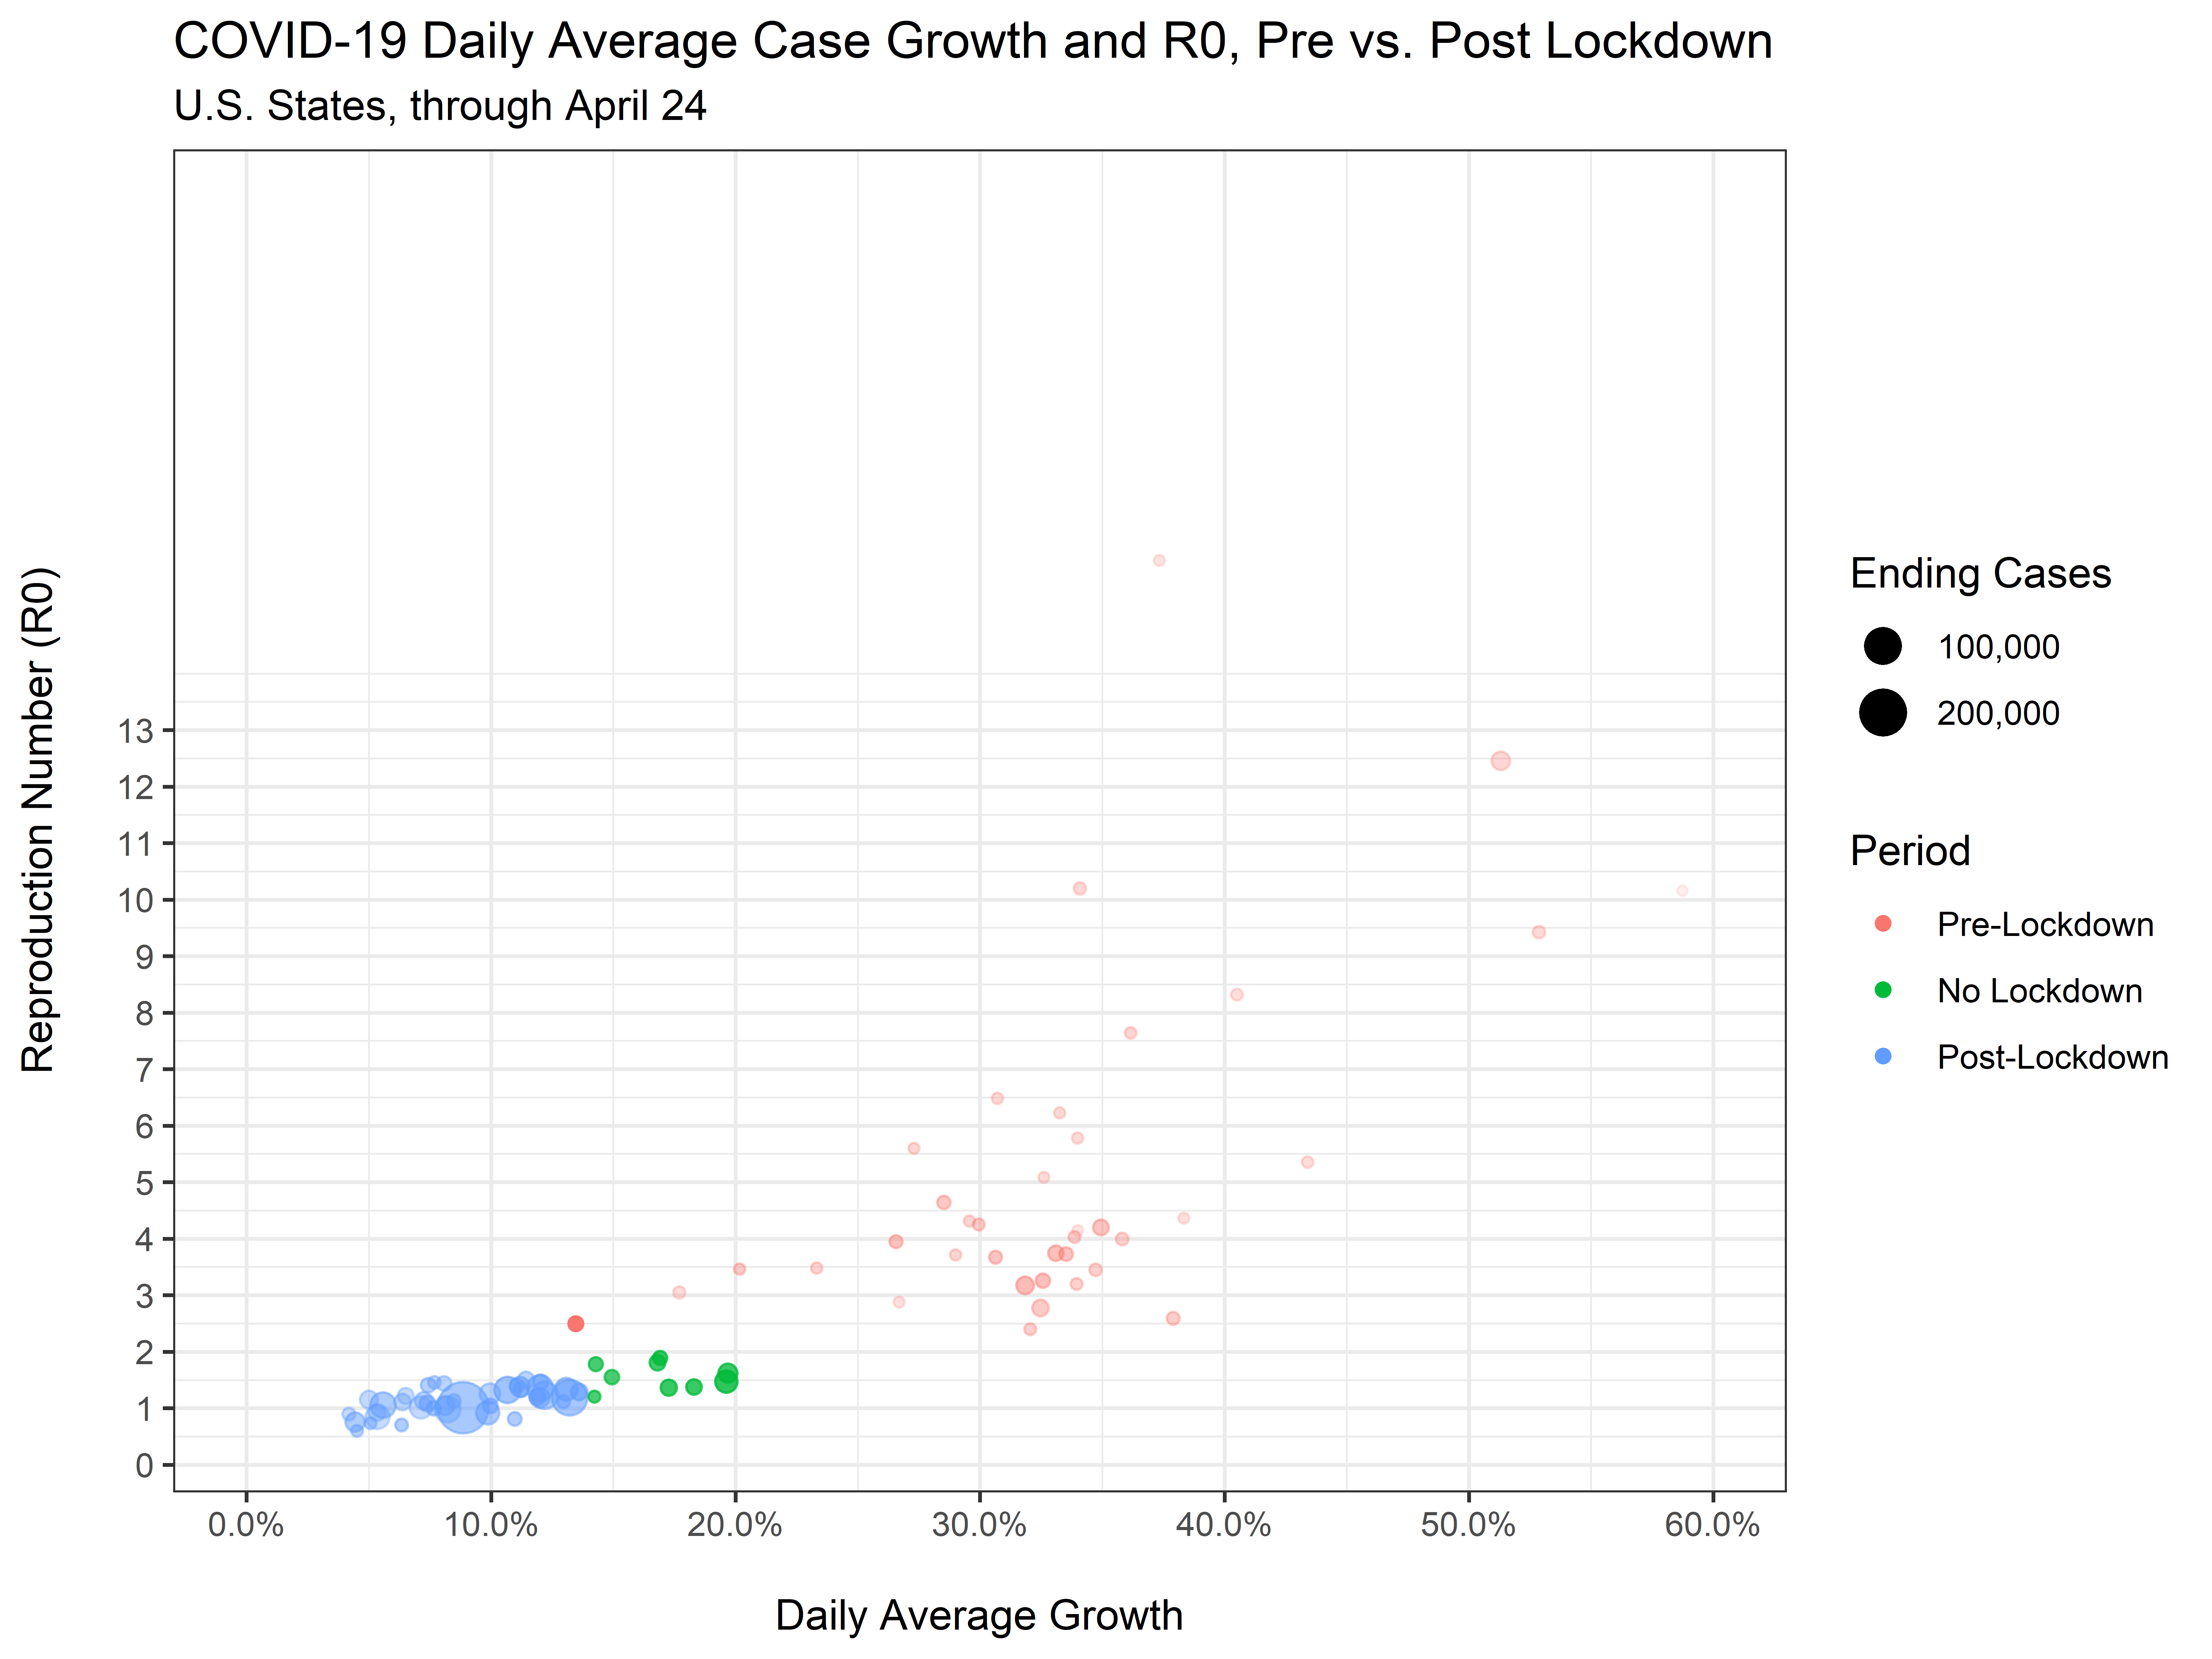 COVID-19 Daily Average Case Growth and R0, Pre vs. Post Lockdown
U.S. States, through April 24
Reproduction Number (R0)
13
12
11
10
9
8
7
6
5
4
3
2
1
0
0.0% 10.0% 20.0% 30.0% 40.0% 50.0% 60.0%
Daily Average Growth
Ending Cases
100,000
200,000
Period
Pre-Lockdown
No Lockdown
Post-Lockdown